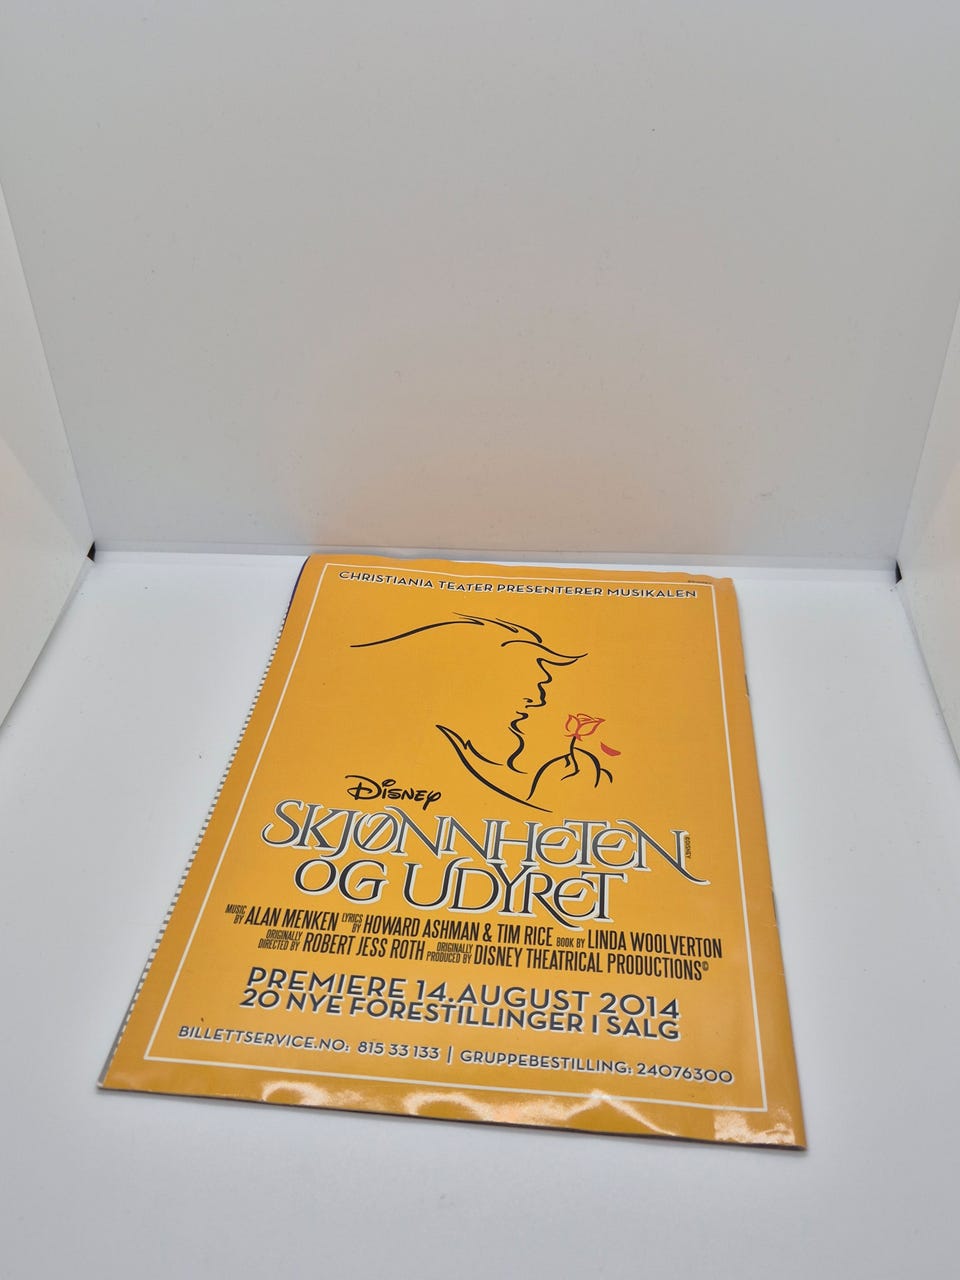 CHRISTIANIA TEATER PRESENTERER MUSIKALEN
DISNEY
SKJØNNHETEN
OG UDYRET
©DISNEY
MUSIC BY ALAN MENKEN LYRICS BY HOWARD ASHMAN & TIM RICE BOOK BY LINDA WOOLVERTON
ORIGINALLY DIRECTED BY ROBERT JESS ROTH ORIGINALLY PRODUCED BY DISNEY THEATRICAL PRODUCTIONS©
PREMIERE 14.AUGUST 2014
20 NYE FORESTILLINGER I SALG
BILLETTSERVICE.NO: 815 33 133 | GRUPPEBESTILLING: 24076300